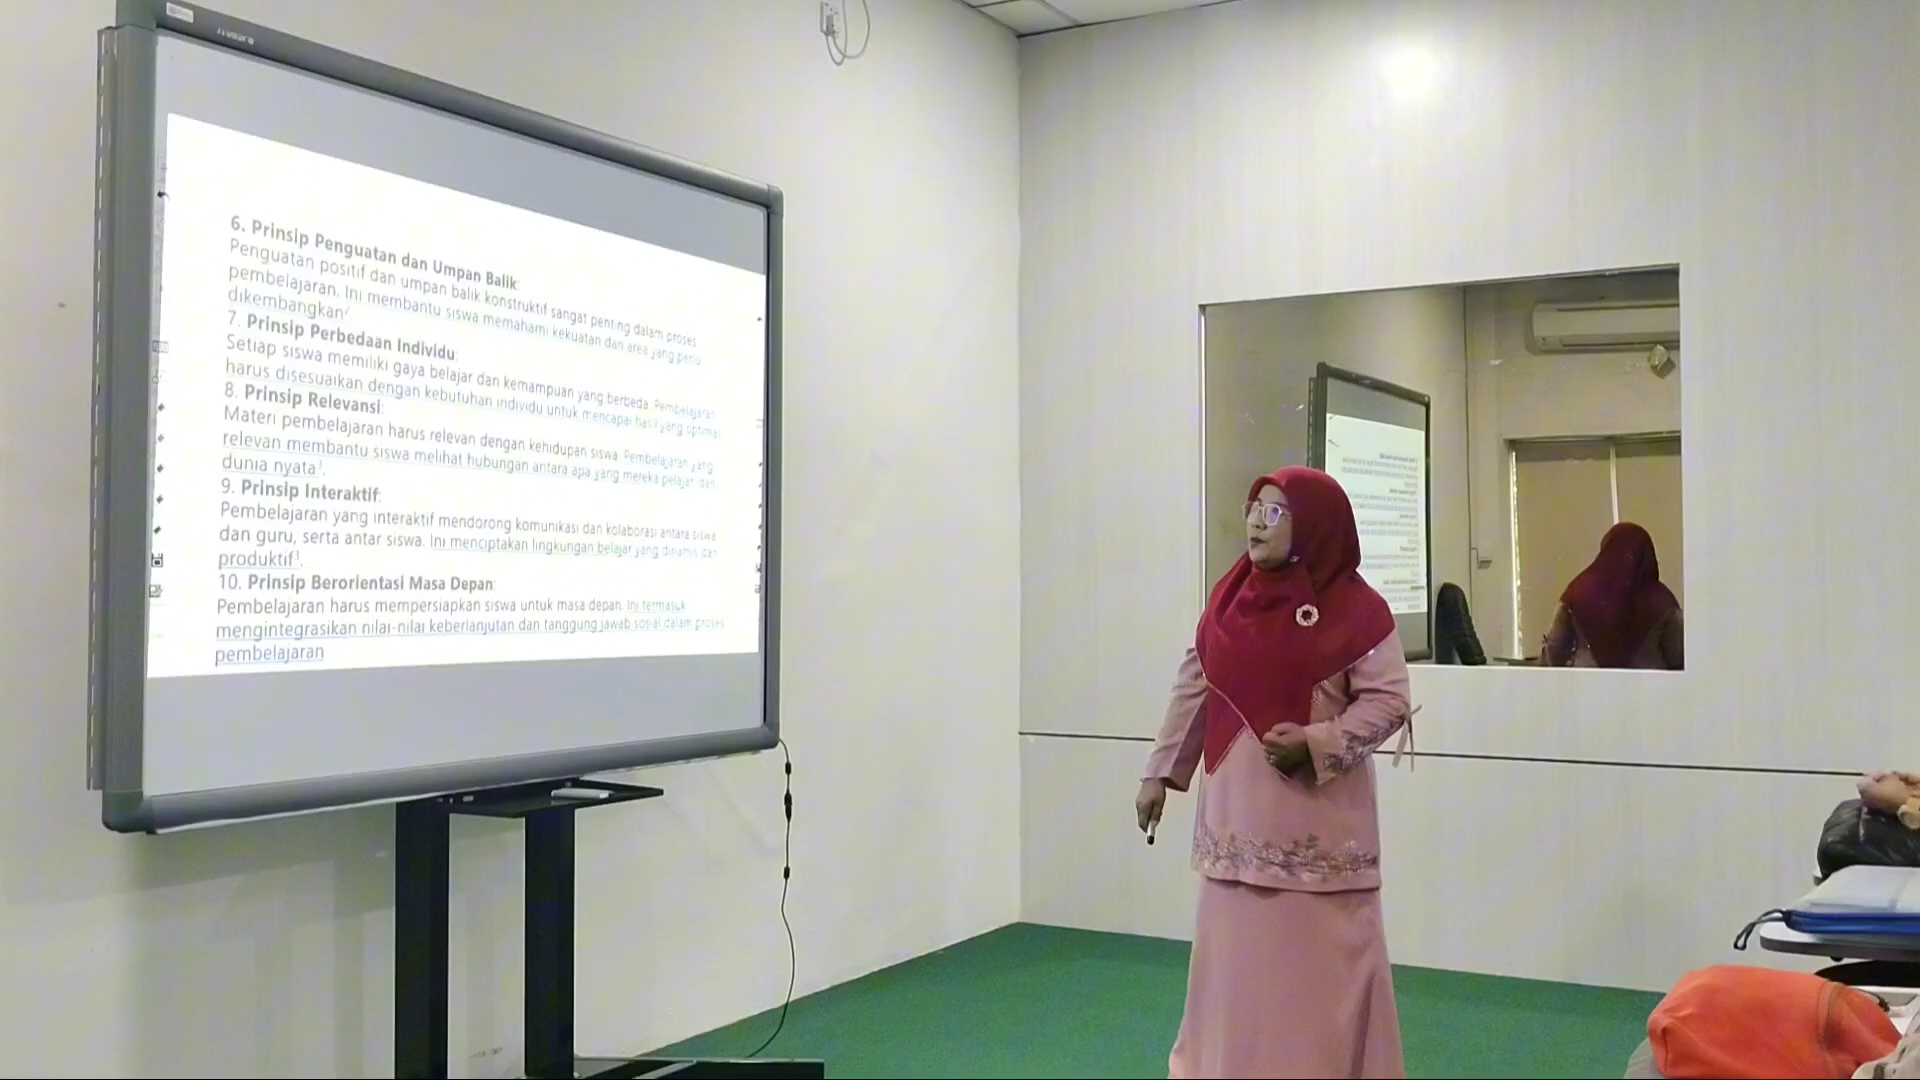 6. Prinsip Penguatan dan Umpan Balik:
Penguatan positif dan umpan balik konstruktif sangat penting dalam proses
pembelajaran. Ini membantu siswa memahami kekuatan dan area yang perlu
dikembangkan².
7. Prinsip Perbedaan Individu:
Setiap siswa memiliki gaya belajar dan kemampuan yang berbeda. Pembelajaran
harus disesuaikan dengan kebutuhan individu untuk mencapai hasil yang optimal
8. Prinsip Relevansi:
Materi pembelajaran harus relevan dengan kehidupan siswa. Pembelajaran yang
relevan membantu siswa melihat hubungan antara apa yang mereka pelajari dan
dunia nyata³.
9. Prinsip Interaktif:
Pembelajaran yang interaktif mendorong komunikasi dan kolaborasi antara siswa
dan guru, serta antar siswa. Ini menciptakan lingkungan belajar yang dinamis dan
produktif³.
10. Prinsip Berorientasi Masa Depan:
Pembelajaran harus mempersiapkan siswa untuk masa depan. Ini termasuk
mengintegrasikan nilai-nilai keberlanjutan dan tanggung jawab sosial dalam proses
pembelajaran